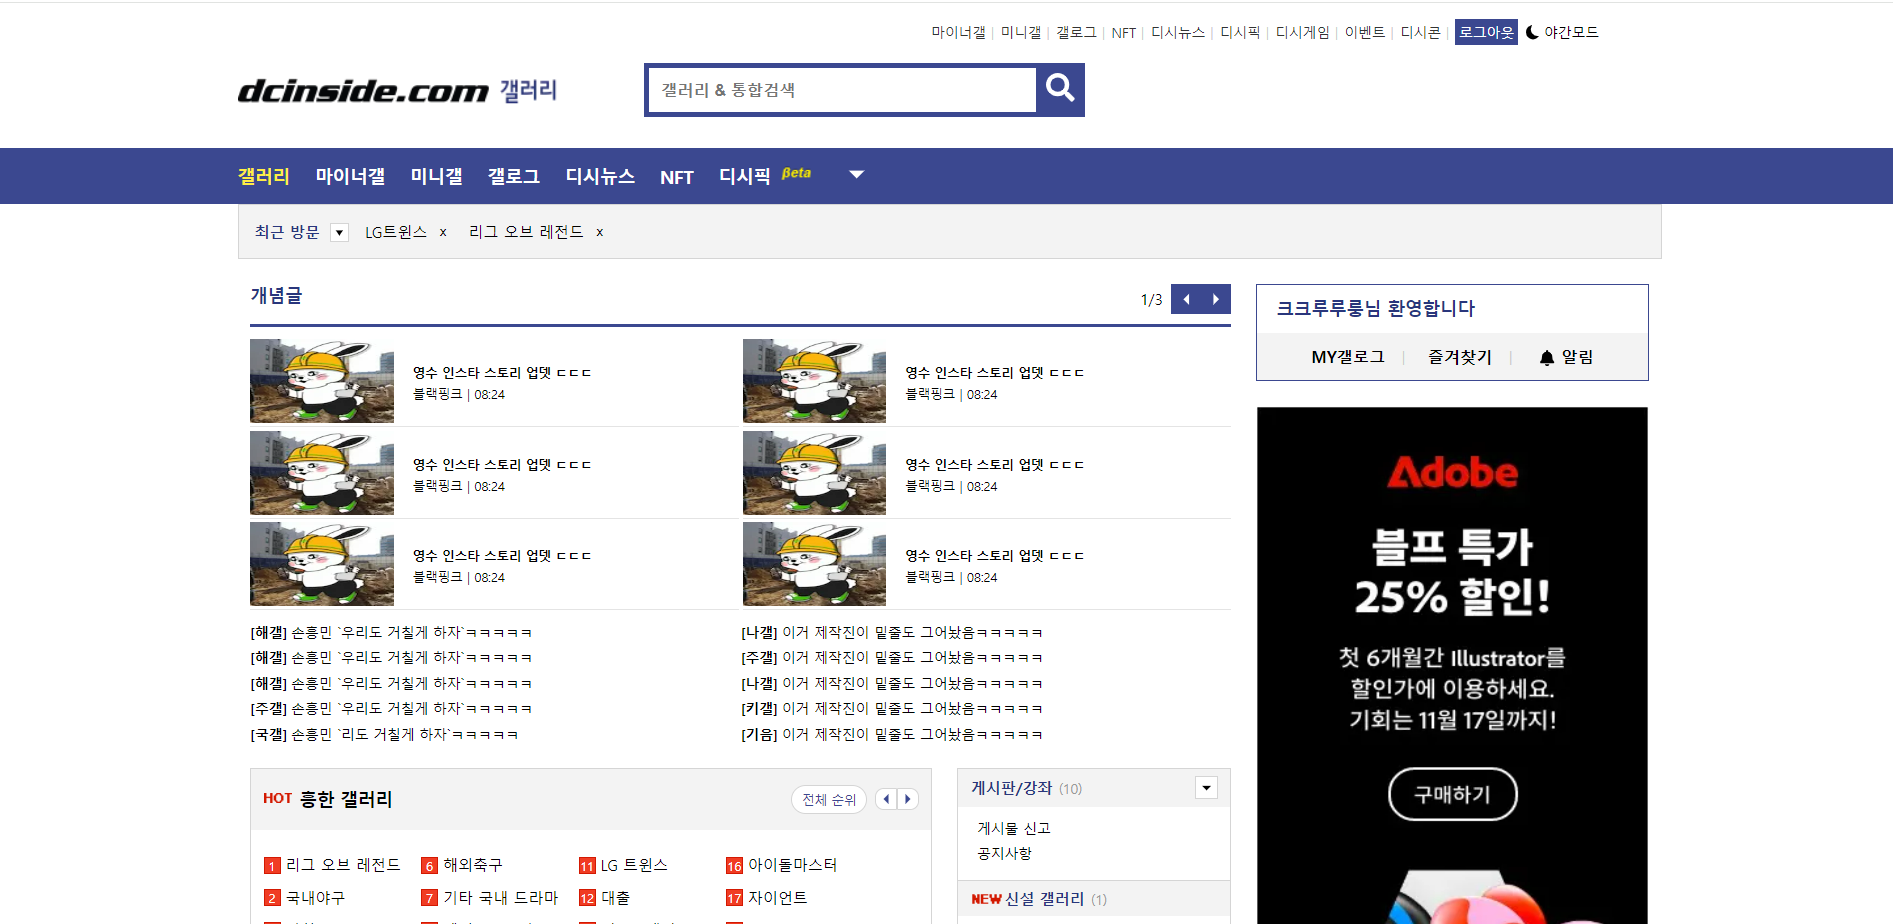 마이너갤 | 미니갤 | 갤로그 | NFT | 디시뉴스 | 디시픽 | 디시게임 | 이벤트 | 디시콘 | 로그아웃 야간모드
dcinside.com 갤러리
갤러리 & 통합검색
갤러리 마이너갤 미니갤 갤로그 디시뉴스 NFT 디시픽 βeta
최근 방문 LG트윈스 x 리그 오브 레전드 x
개념글 1/3
영수 인스타 스토리 업뎃 ㄷㄷㄷ
블랙핑크 | 08:24
영수 인스타 스토리 업뎃 ㄷㄷㄷ
블랙핑크 | 08:24
영수 인스타 스토리 업뎃 ㄷㄷㄷ
블랙핑크 | 08:24
영수 인스타 스토리 업뎃 ㄷㄷㄷ
블랙핑크 | 08:24
영수 인스타 스토리 업뎃 ㄷㄷㄷ
블랙핑크 | 08:24
영수 인스타 스토리 업뎃 ㄷㄷㄷ
블랙핑크 | 08:24
[해갤] 손흥민 `우리도 거칠게 하자`ㅋㅋㅋㅋㅋ
[해갤] 손흥민 `우리도 거칠게 하자`ㅋㅋㅋㅋㅋ
[해갤] 손흥민 `우리도 거칠게 하자`ㅋㅋㅋㅋㅋ
[주갤] 손흥민 `우리도 거칠게 하자`ㅋㅋㅋㅋㅋ
[국갤] 손흥민 `리도 거칠게 하자`ㅋㅋㅋㅋㅋ
[나갤] 이거 제작진이 밑줄도 그어놨음ㅋㅋㅋㅋㅋ
[주갤] 이거 제작진이 밑줄도 그어놨음ㅋㅋㅋㅋㅋ
[나갤] 이거 제작진이 밑줄도 그어놨음ㅋㅋㅋㅋㅋ
[키갤] 이거 제작진이 밑줄도 그어놨음ㅋㅋㅋㅋㅋ
[기음] 이거 제작진이 밑줄도 그어놨음ㅋㅋㅋㅋㅋ
HOT 흥한 갤러리 전체 순위
1 리그 오브 레전드 6 해외축구 11 LG 트윈스 16 아이돌마스터
2 국내야구 7 기타 국내 드라마 12 대출 17 자이언트
게시판/강좌 (10)
게시물 신고
공지사항
NEW 신설 갤러리 (1)
크크루루룽님 환영합니다
MY갤로그 | 즐겨찾기 | 알림
Adobe
블프 특가
25% 할인!
첫 6개월간 Illustrator를
할인가에 이용하세요.
기회는 11월 17일까지!
구매하기